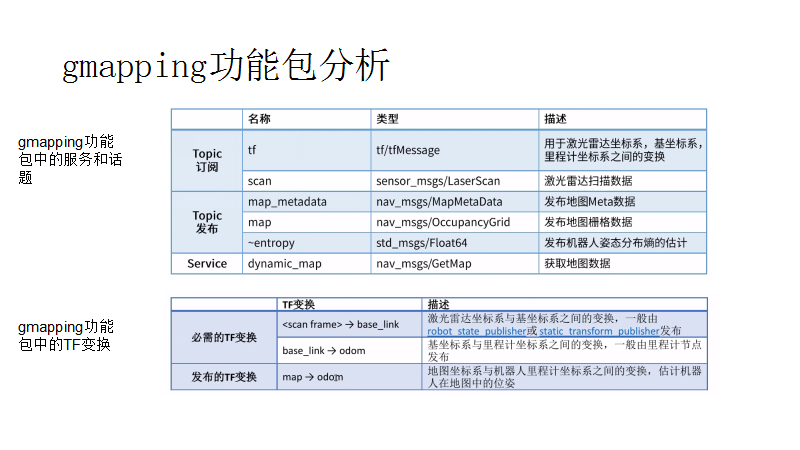 gmapping功能包分析
gmapping功能
包中的服务和话
题
名称 类型 描述
Topic
订阅
tf tf/tfMessage 用于激光雷达坐标系，基坐标系，
里程计坐标系之间的变换
scan sensor_msgs/LaserScan 激光雷达扫描数据
Topic
发布
map_metadata nav_msgs/MapMetaData 发布地图Meta数据
map nav_msgs/OccupancyGrid 发布地图栅格数据
~entropy std_msgs/Float64 发布机器人姿态分布熵的估计
Service dynamic_map nav_msgs/GetMap 获取地图数据
gmapping功能
包中的TF变换
TF变换 描述
必需的TF变换
<scan frame> → base_link 激光雷达坐标系与基坐标系之间的变换，一般由
robot_state_publisher或static_transform_publisher发布
base_link → odom 基坐标系与里程计坐标系之间的变换，一般由里程计节点
发布
发布的TF变换 map → odom 地图坐标系与机器人里程计坐标系之间的变换，估计机器
人在地图中的位姿